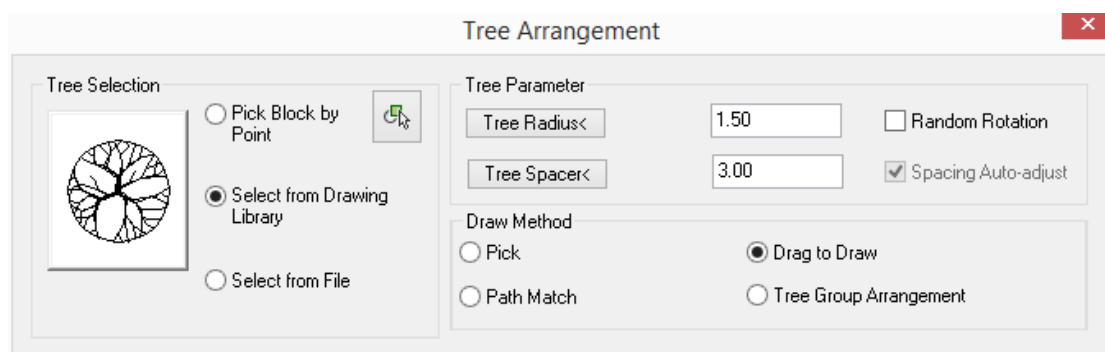 Tree Arrangement
Tree Selection
Pick Block by
Point
Select from Drawing
Library
Select from File
Tree Parameter
Tree Radius< 1.50 Random Rotation
Tree Spacer< 3.00 Spacing Auto-adjust
Draw Method
Pick Drag to Draw
Path Match Tree Group Arrangement